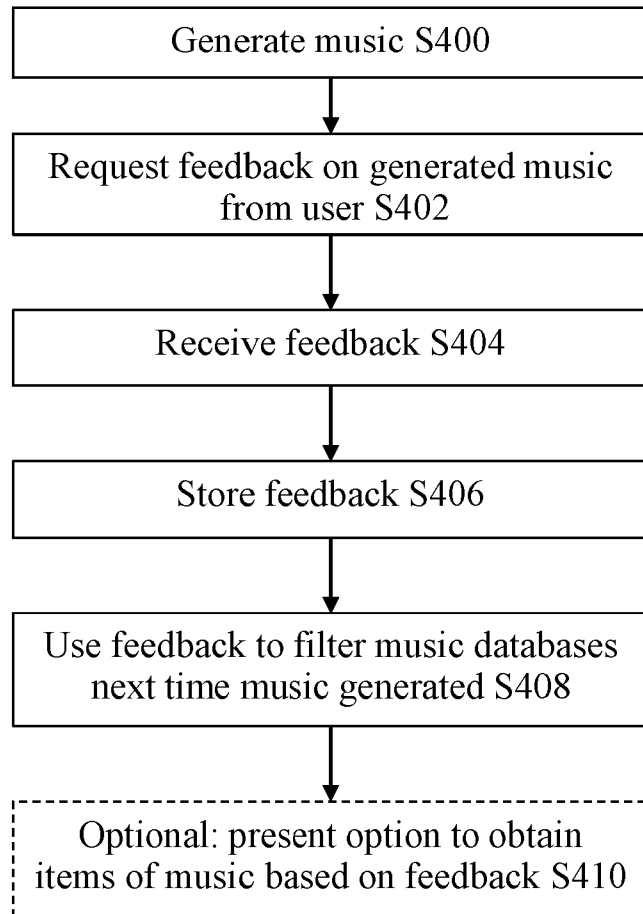 Generate music S400
Request feedback on generated music
from user S402
Receive feedback S404
Store feedback S406
Use feedback to filter music databases
next time music generated S408
Optional: present option to obtain
items of music based on feedback S410